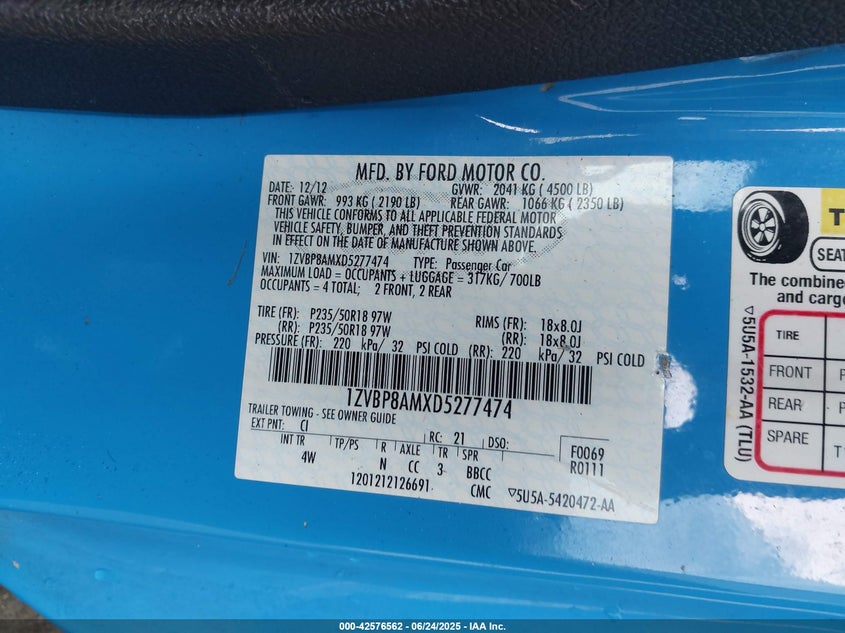 MFD. BY FORD MOTOR CO.
DATE: 12/12 GVWR: 2041 KG ( 4500 LB)
FRONT GAWR: 993 KG ( 2190 LB) REAR GAWR: 1066 KG ( 2350 LB)
THIS VEHICLE CONFORMS TO ALL APPLICABLE FEDERAL MOTOR
VEHICLE SAFETY, BUMPER, AND THEFT PREVENTION STANDARDS
IN EFFECT ON THE DATE OF MANUFACTURE SHOWN ABOVE.
VIN: 1ZVBP8AMXD5277474 TYPE: Passenger Car
MAXIMUM LOAD = OCCUPANTS + LUGGAGE = 317KG/700LB
OCCUPANTS = 4 TOTAL; 2 FRONT, 2 REAR
TIRE (FR): P235/50R18 97W RIMS (FR): 18x8.0J
(RR): P235/50R18 97W (RR): 18x8.0J
PRESSURE (FR): 220 kPa/ 32 PSI COLD (RR): 220 kPa/ 32 PSI COLD
1ZVBP8AMXD5277474
TRAILER TOWING - SEE OWNER GUIDE
EXT PNT: CI RC: 21 DSO: F0069
INT TR TP/PS R AXLE TR SPR R0111
4W N CC 3 BBCC
1201212126691 CMC ▽5U5A-5420472-AA
SEAT
The combine
and cargo
TIRE
FRONT P
REAR P
SPARE T
▽5U5A-1532-AA (TLU)
000-42576562 | 06/24/2025 - IAA Inc.